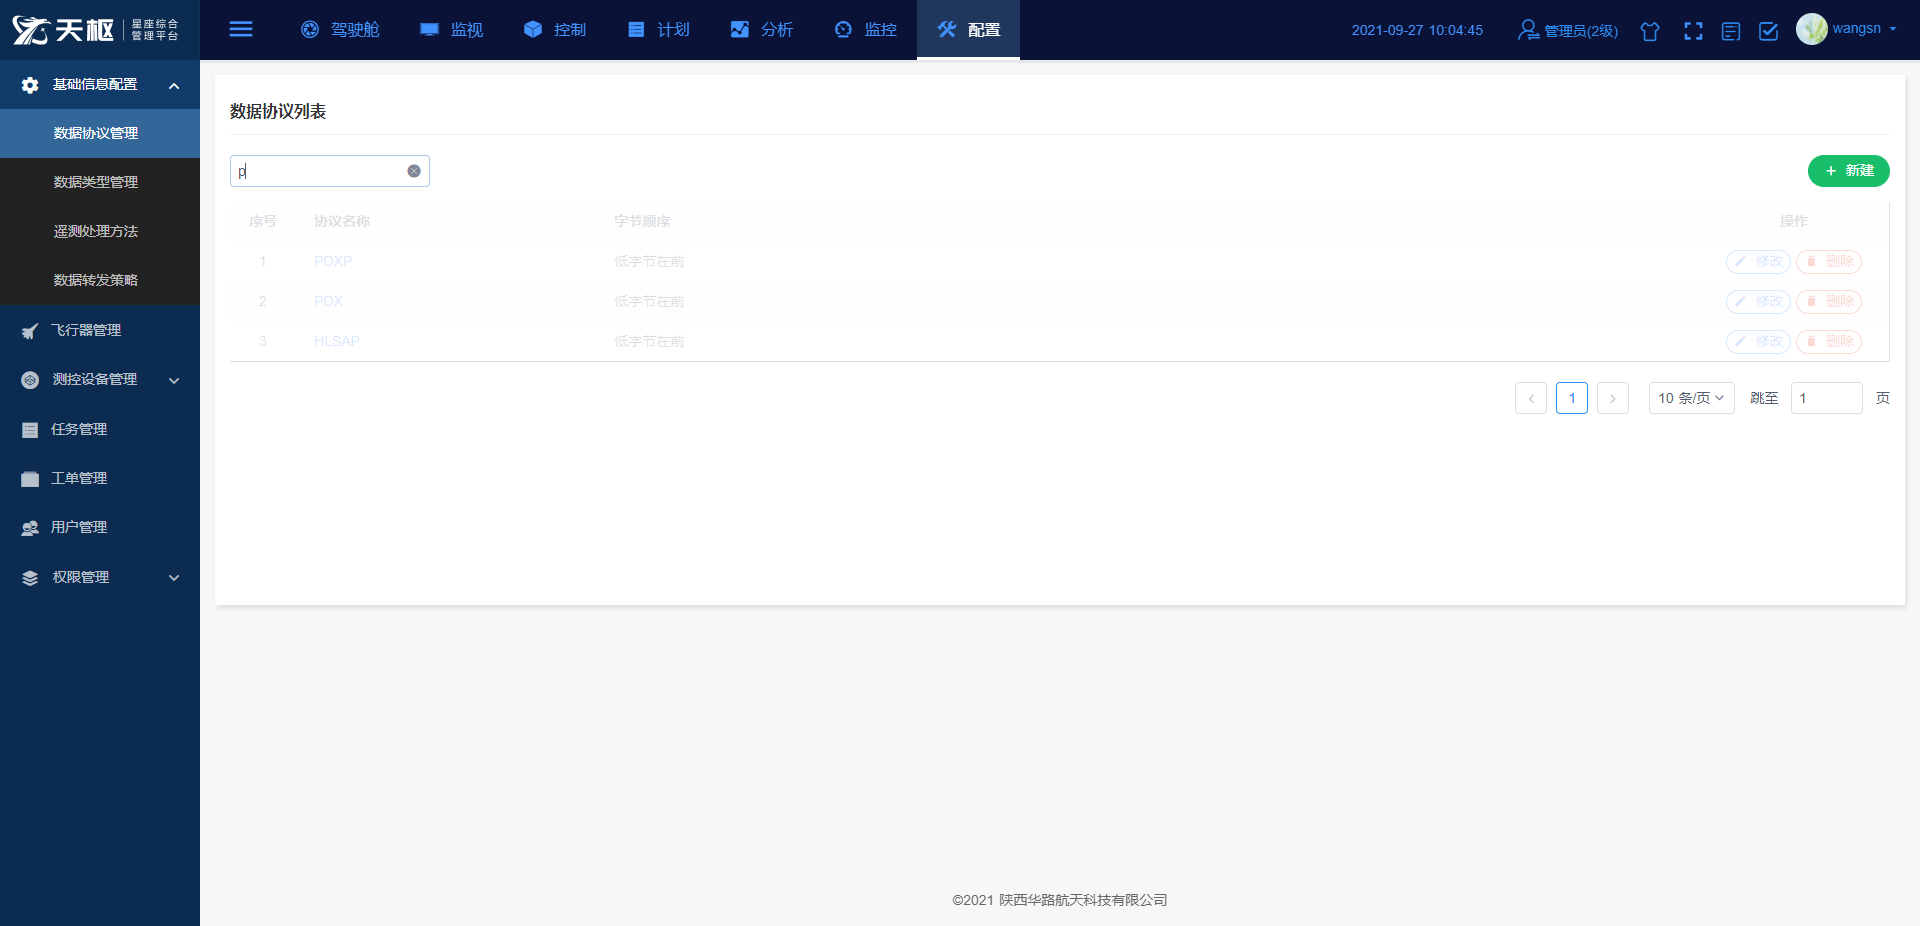 天枢 星座综合
管理平台
驾驶舱 监视 控制 计划 分析 监控 配置 2021-09-27 10:04:45 管理员(2级) wangsn
基础信息配置
数据协议管理
数据类型管理
遥测处理方法
数据转发策略
飞行器管理
测控设备管理
任务管理
工单管理
用户管理
权限管理
数据协议列表
p
新建
序号 协议名称 字节顺序 操作
1 PDXP 低字节在前 修改 删除
2 PDX 低字节在前 修改 删除
3 HLSAP 低字节在前 修改 删除
1 10 条/页 跳至 1 页
©2021 陕西华路航天科技有限公司